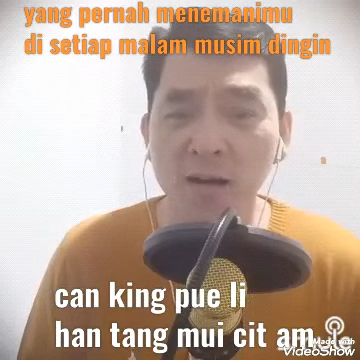 yang pernah menemanimu
di setiap malam musim dingin
can king pue li
han tang mui cit am
Made with
VideoShow